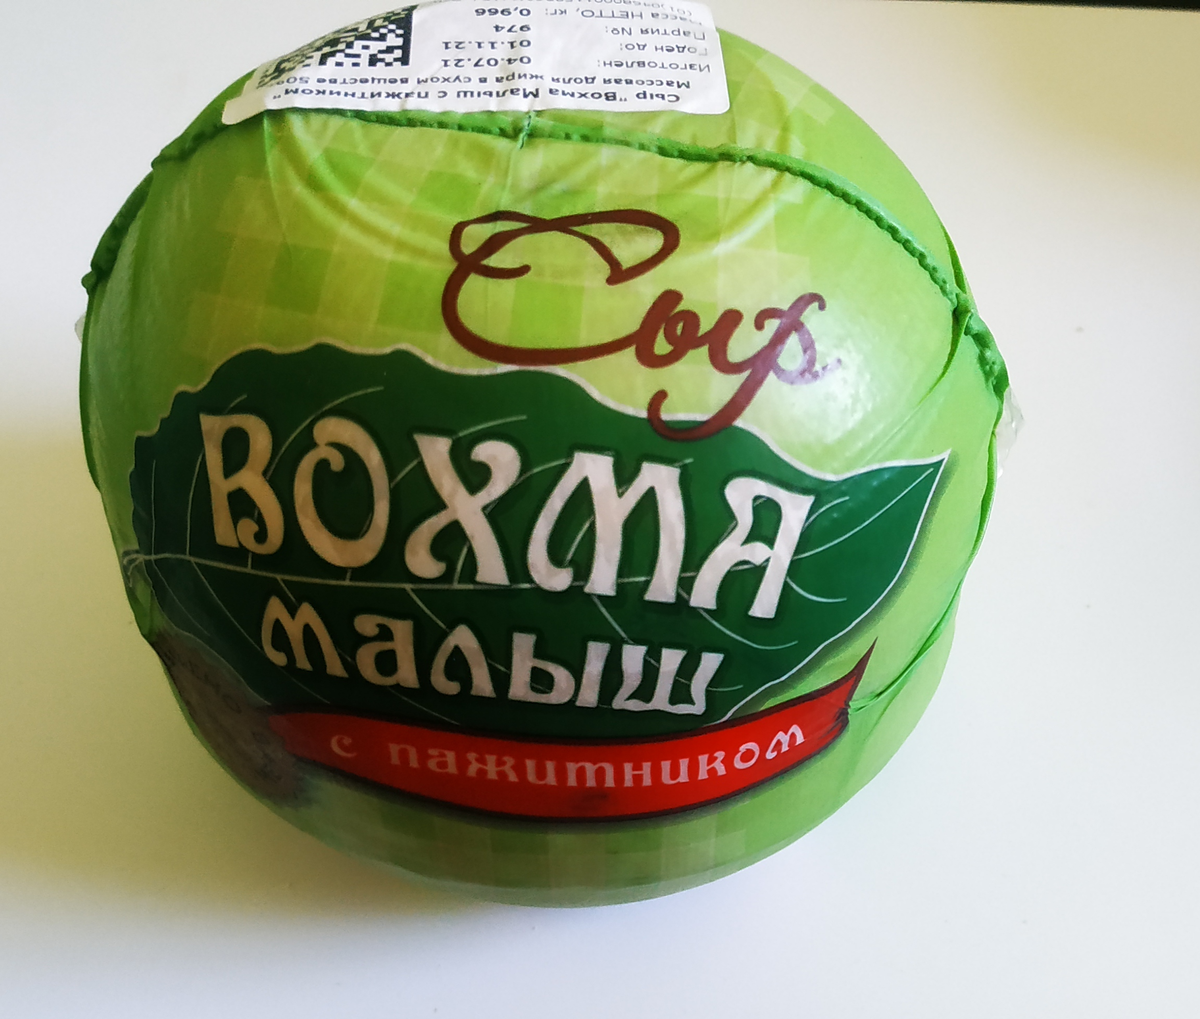 Сыр "Вохма Малыш с пажитником"
Массовая доля жира в сухом веществе 50%
Изготовлен: 04.07.21
Годен до: 01.11.21
Партия №: 974
Масса НЕТТО, кг: 0,966
Сыр
ВОХМА
малыш
с пажитником